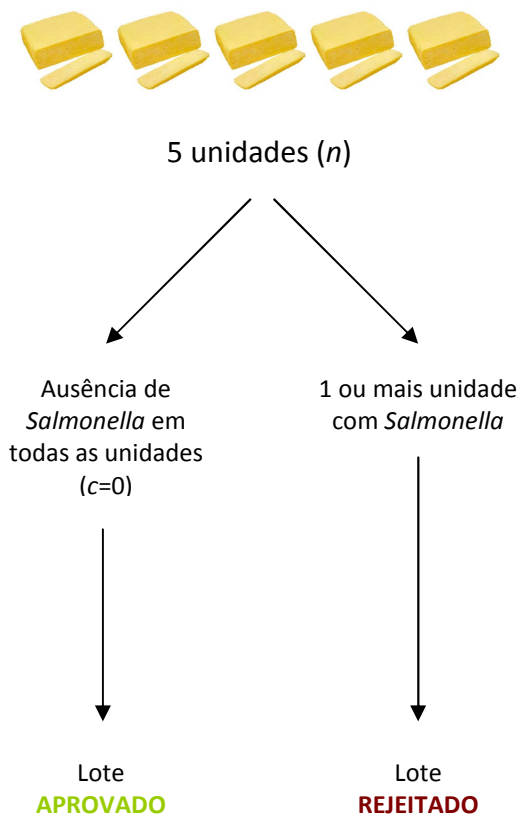 5 unidades (n)
Ausência de
Salmonella em
todas as unidades
(c=0)
1 ou mais unidade
com Salmonella
Lote
APROVADO
Lote
REJEITADO